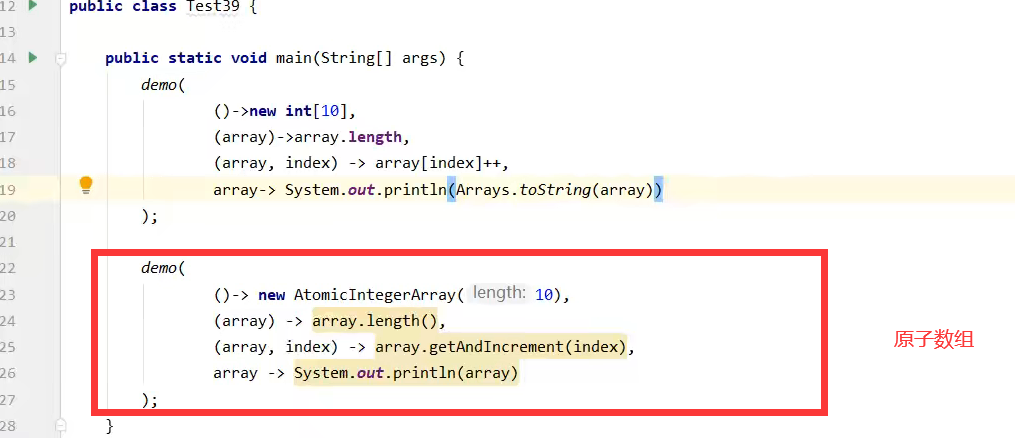 12 public class Test39 {
13
14 public static void main(String[] args) {
15 demo(
16 ()->new int[10],
17 (array)->array.length,
18 (array, index) -> array[index]++,
19 array-> System.out.println(Arrays.toString(array))
20 );
21
22 demo(
23 ()-> new AtomicIntegerArray( length: 10),
24 (array) -> array.length(),
25 (array, index) -> array.getAndIncrement(index),
原子数组
26 array -> System.out.println(array)
27 );
28 }